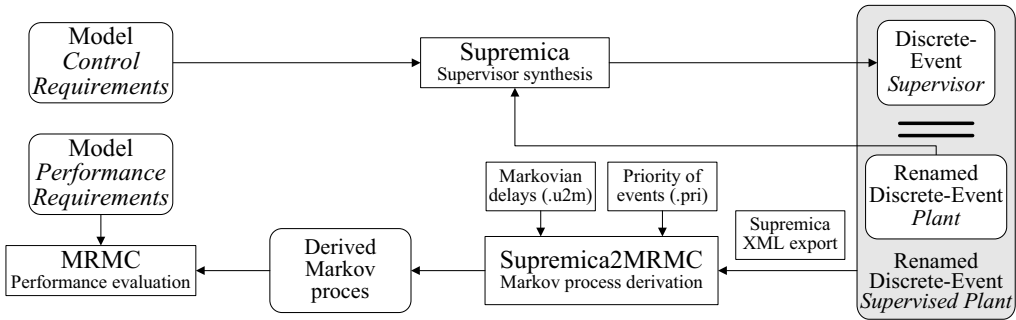 Model
Control
Requirements
Supremica
Supervisor synthesis
Discrete-
Event
Supervisor
Model
Performance
Requirements
Markovian
delays (.u2m)
Priority of
events (.pri)
Renamed
Discrete-Event
Plant
Supremica
XML export
MRMC
Performance evaluation
Derived
Markov
proces
Supremica2MRMC
Markov process derivation
Renamed
Discrete-Event
Supervised Plant